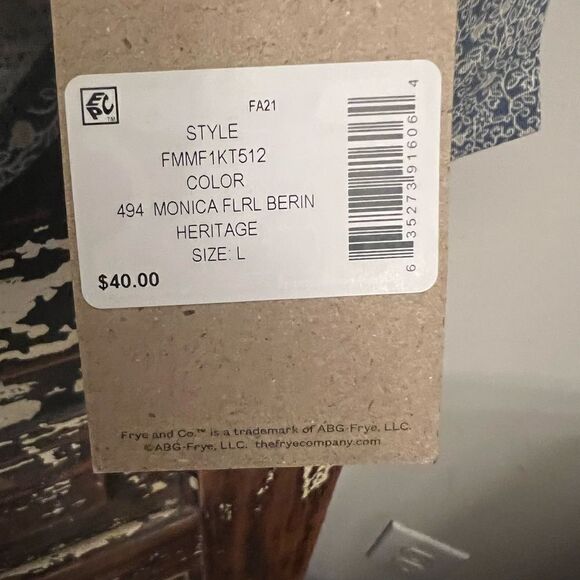 EPC™
FA21
STYLE
FMMF1KT512
COLOR
494 MONICA FLRL BERIN
HERITAGE
SIZE: L
$40.00
6 35273 91606 4
Frye and Co.™ is a trademark of ABG-Frye, LLC.
©ABG-Frye, LLC. thefryecompany.com